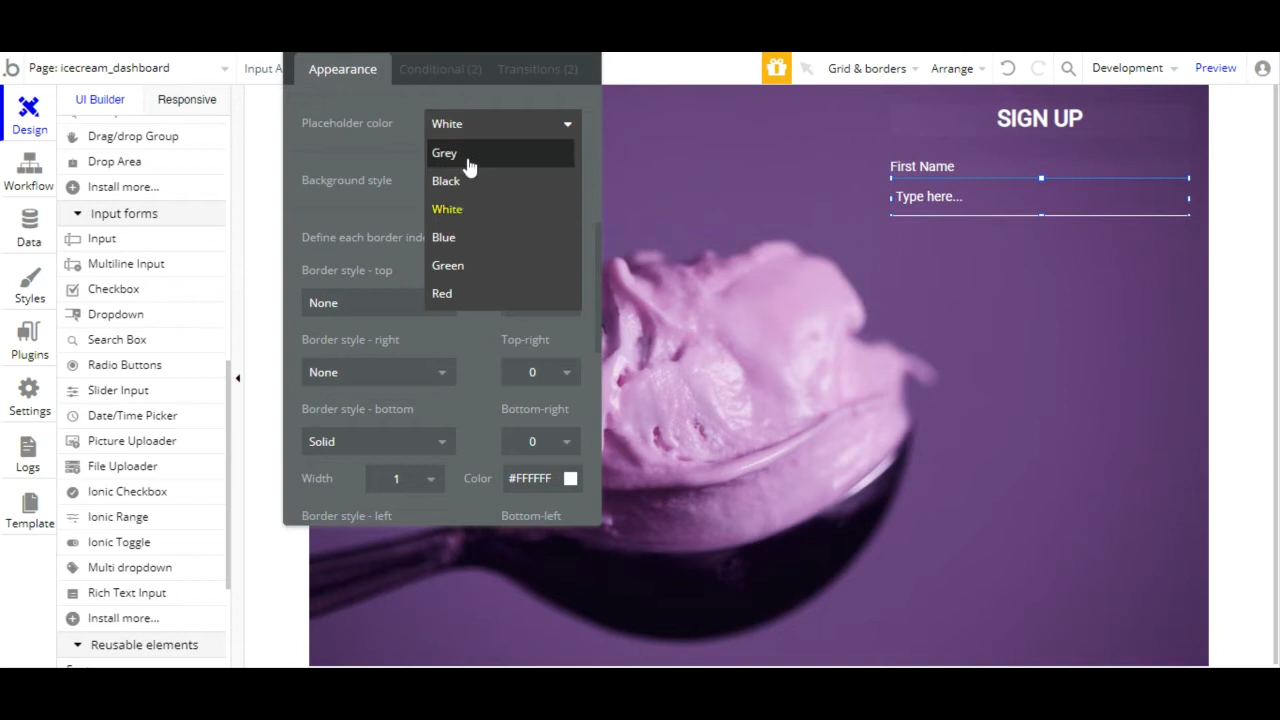 .b Page: icecream_dashboard
Input A
Grid & borders
Arrange
Development
Preview
Design
Workflow
Data
Styles
Plugins
Settings
Logs
Template
UI Builder
Responsive
Drag/drop Group
Drop Area
Install more...
Input forms
Input
Multiline Input
Checkbox
Dropdown
Search Box
Radio Buttons
Slider Input
Date/Time Picker
Picture Uploader
File Uploader
Ionic Checkbox
Ionic Range
Ionic Toggle
Multi dropdown
Rich Text Input
Install more...
Reusable elements
Appearance
Conditional (2)
Transitions (2)
Placeholder color
White
Grey
Black
White
Blue
Green
Red
Background style
Define each border inde
Border style - top
None
Border style - right
Top-right
None
0
Border style - bottom
Bottom-right
Solid
0
Width
1
Color
#FFFFFF
Border style - left
Bottom-left
SIGN UP
First Name
Type here...